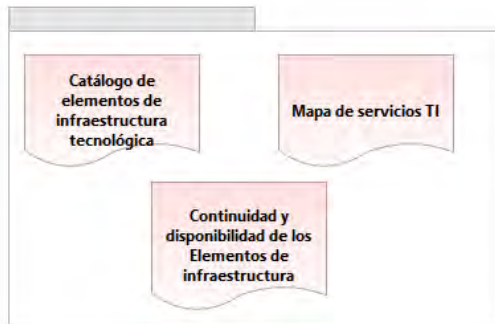 Catálogo de
elementos de
infraestructura
tecnológica
Mapa de servicios TI
Continuidad y
disponibilidad de los
Elementos de
infraestructura